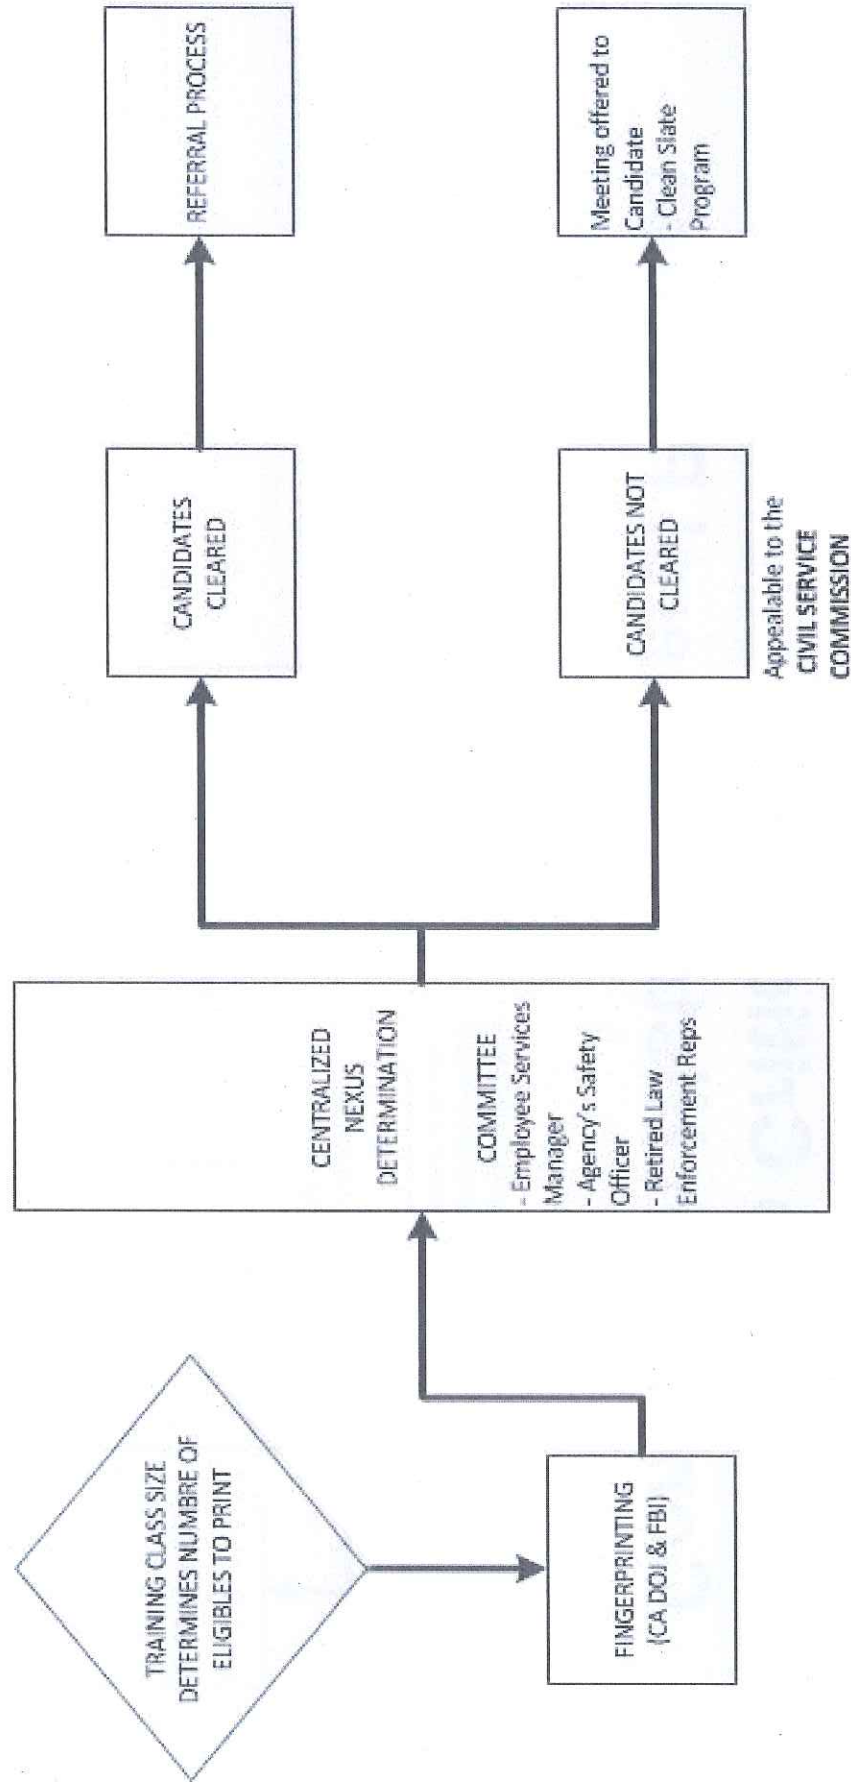 TRAINING CLASS SIZE
DETERMINES NUMBRE OF
ELIGIBLES TO PRINT
FINGERPRINTING
(CA DOJ & FBI)
CENTRALIZED
NEXUS
DETERMINATION
COMMITTEE
- Employee Services
Manager
- Agency's Safety
Officer
- Retired Law
Enforcement Reps
CANDIDATES
CLEARED
REFERRAL PROCESS
CANDIDATES NOT
CLEARED
Appealable to the
CIVIL SERVICE
COMMISSION
Meeting offered to
Candidate
- Clean Slate
Program